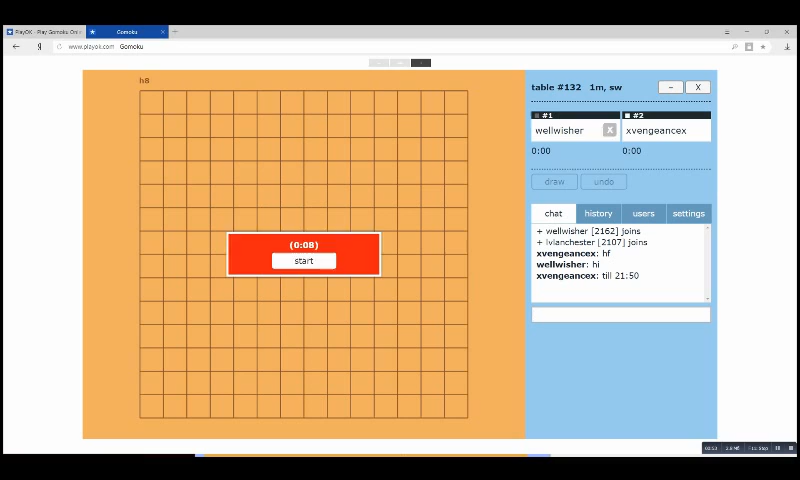 PlayOK - Play Gomoku Onli
Gomoku
www.playok.com Gomoku
h8
table #132 1m, sw
– X
#1 #2
wellwisher X xvengeancex
0:00 0:00
draw undo
(0:08)
start
chat history users settings
+ wellwisher [2162] joins
+ lvlanchester [2107] joins
xvengeancex: hf
wellwisher: hi
xvengeancex: till 21:50